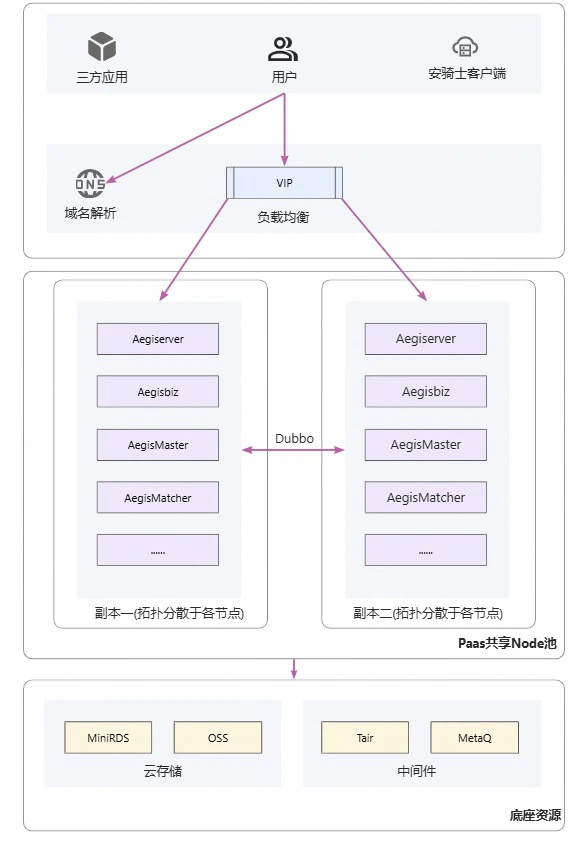 三方应用
用户
安骑士客户端
DNS
域名解析
VIP
负载均衡
Aegiserver
Aegisbiz
AegisMaster
AegisMatcher
......
副本一(拓扑分散于各节点)
Dubbo
Aegiserver
Aegisbiz
AegisMaster
AegisMatcher
......
副本二(拓扑分散于各节点)
Paas共享Node池
MiniRDS
OSS
云存储
Tair
MetaQ
中间件
底座资源